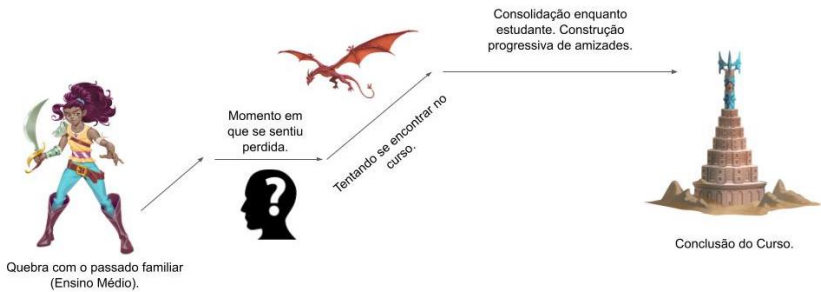 Quebra com o passado familiar
(Ensino Médio).
Momento em
que se sentiu
perdida.
?
Tentando se encontrar no
curso.
Consolidação enquanto
estudante. Construção
progressiva de amizades.
Conclusão do Curso.